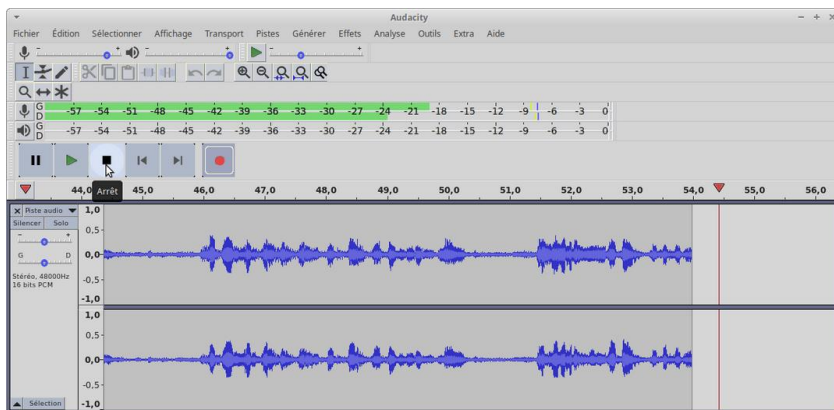 Audacity
Fichier Édition Sélectionner Affichage Transport Pistes Générer Effets Analyse Outils Extra Aide
- + - + - +
G D -57 -54 -51 -48 -45 -42 -39 -36 -33 -30 -27 -24 -21 -18 -15 -12 -9 -6 -3 0
G D -57 -54 -51 -48 -45 -42 -39 -36 -33 -30 -27 -24 -21 -18 -15 -12 -9 -6 -3 0
44,0 45,0 46,0 47,0 48,0 49,0 50,0 51,0 52,0 53,0 54,0 55,0 56,0
Arrêt
Piste audio
Silencer Solo
- +
G D
Stéréo, 48000Hz
16 bits PCM
1,0
0,5
0,0
-0,5
-1,0
1,0
0,5
0,0
-0,5
-1,0
Sélection